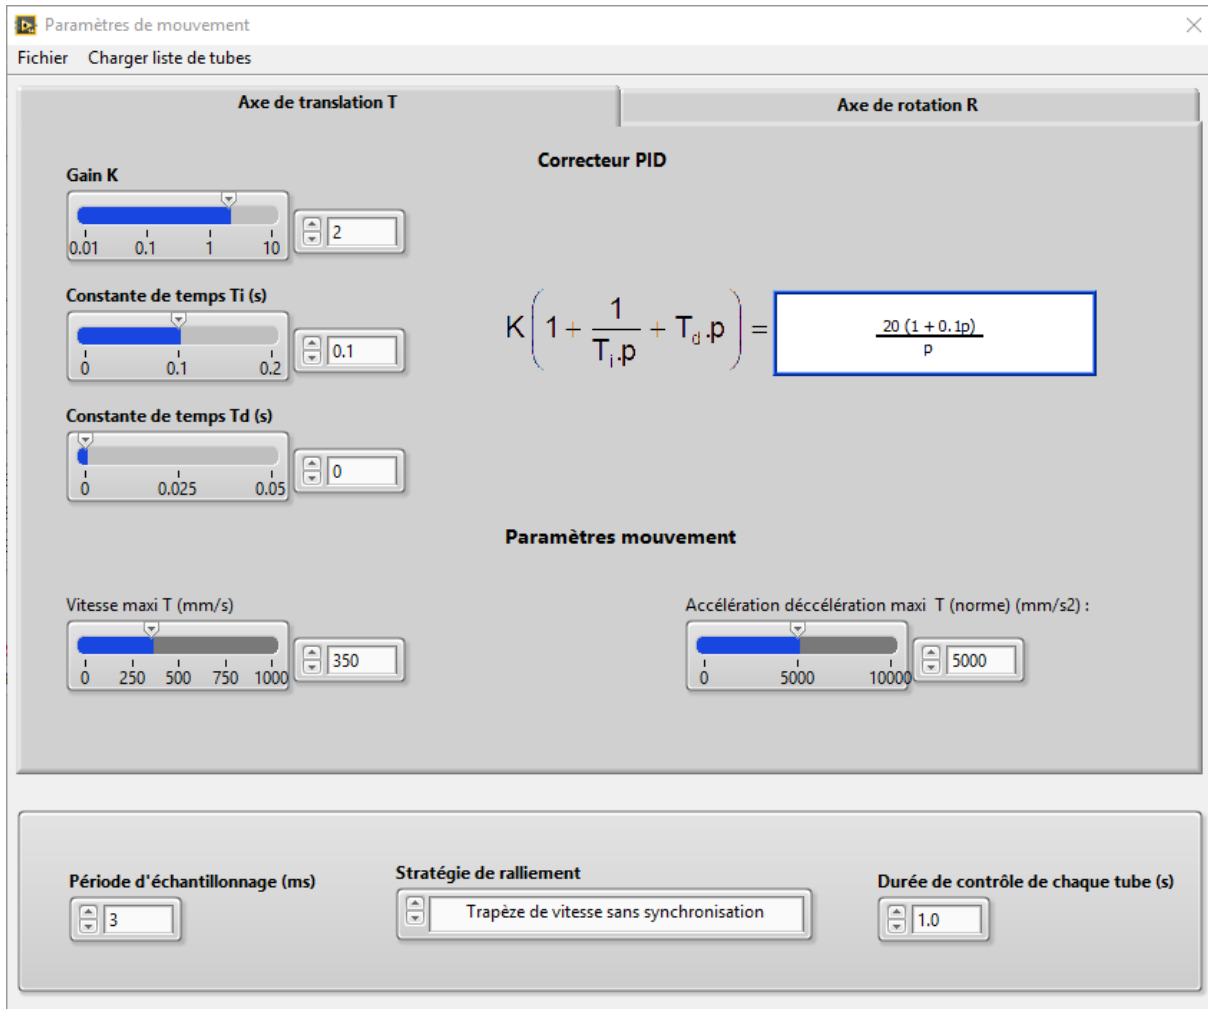 Paramètres de mouvement
Fichier Charger liste de tubes
Axe de translation T Axe de rotation R
Correcteur PID
Gain K
0.01 0.1 1 10
2
Constante de temps Ti (s)
0 0.1 0.2
0.1
K(1 + 1/(Ti.p) + Td.p) = 20 (1 + 0.1p)/p
Constante de temps Td (s)
0 0.025 0.05
0
Paramètres mouvement
Vitesse maxi T (mm/s)
0 250 500 750 1000
350
Accélération déccélération maxi T (norme) (mm/s2) :
0 5000 10000
5000
Période d'échantillonnage (ms)
3
Stratégie de ralliement
Trapèze de vitesse sans synchronisation
Durée de contrôle de chaque tube (s)
1.0